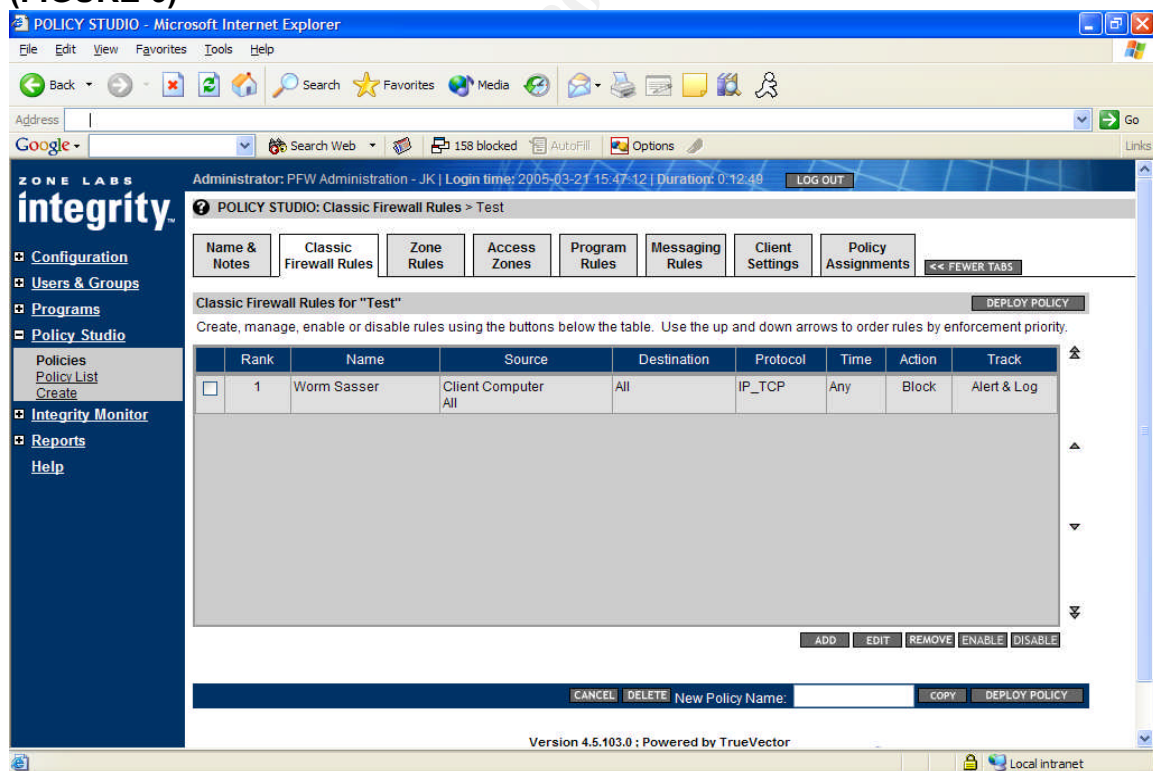 (FIGURE 6)
POLICY STUDIO - Microsoft Internet Explorer
File Edit View Favorites Tools Help
Back Search Favorites Media
Address Go
Google - Search Web 158 blocked AutoFill Options Links
ZONE LABS
integrity™
Administrator: PFW Administration - JK | Login time: 2005-03-21 15:47:12 | Duration: 0:12:49 LOG OUT
POLICY STUDIO: Classic Firewall Rules > Test
Name & Notes Classic Firewall Rules Zone Rules Access Zones Program Rules Messaging Rules Client Settings Policy Assignments << FEWER TABS
Configuration
Users & Groups
Programs
Policy Studio
Policies
Policy List
Create
Integrity Monitor
Reports
Help
Classic Firewall Rules for "Test" DEPLOY POLICY
Create, manage, enable or disable rules using the buttons below the table. Use the up and down arrows to order rules by enforcement priority.
Rank Name Source Destination Protocol Time Action Track
1 Worm Sasser Client Computer All IP_TCP Any Block Alert & Log
All
ADD EDIT REMOVE ENABLE DISABLE
CANCEL DELETE New Policy Name: COPY DEPLOY POLICY
Version 4.5.103.0 ; Powered by TrueVector
Local intranet